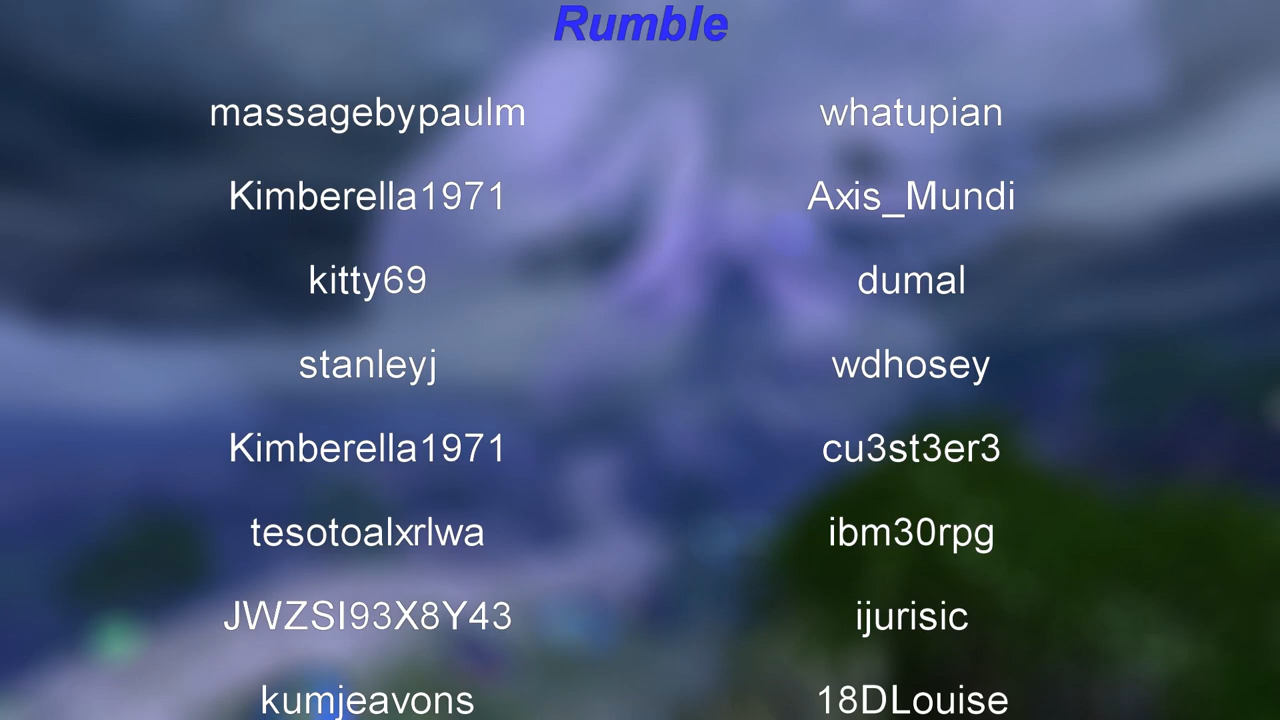 Rumble
massagebypaulm whatupian
Kimberella1971 Axis_Mundi
kitty69 dumal
stanleyj wdhosey
Kimberella1971 cu3st3er3
tesotoalxrlwa ibm30rpg
JWZSI93X8Y43 ijurisic
kumjeavons 18DLouise